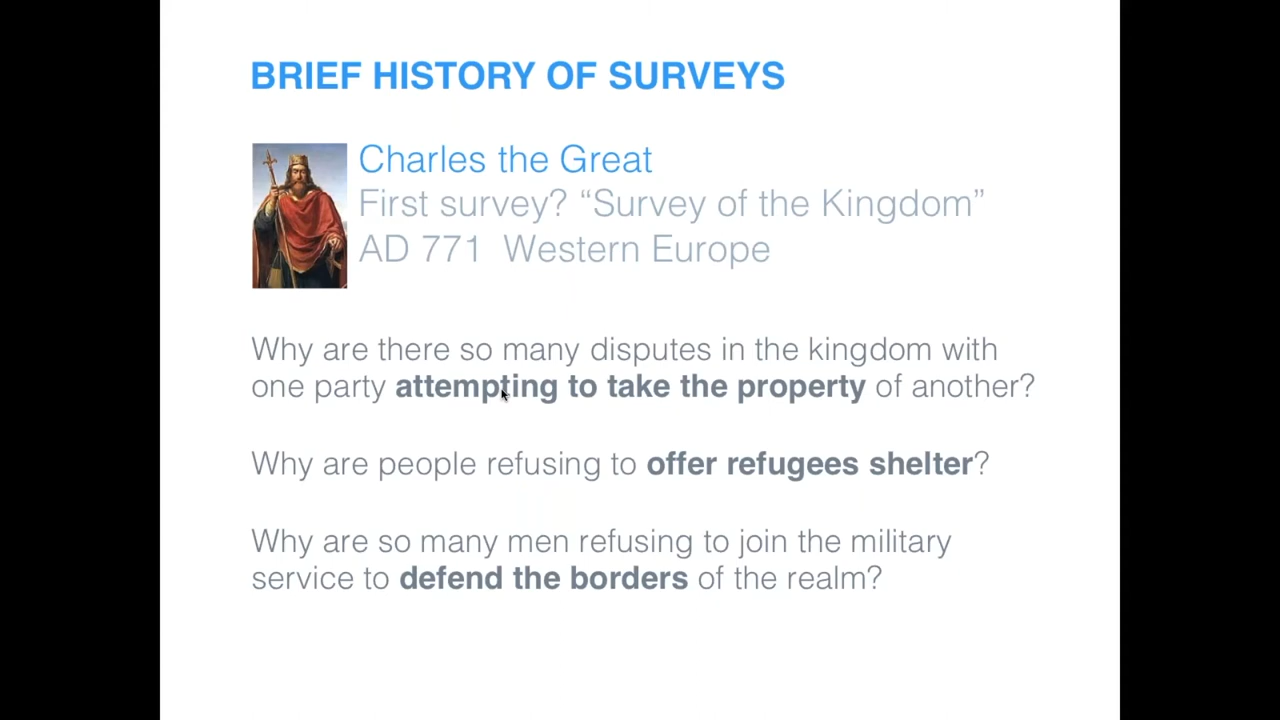 BRIEF HISTORY OF SURVEYS
Charles the Great
First survey? “Survey of the Kingdom”
AD 771 Western Europe
Why are there so many disputes in the kingdom with
one party attempting to take the property of another?
Why are people refusing to offer refugees shelter?
Why are so many men refusing to join the military
service to defend the borders of the realm?